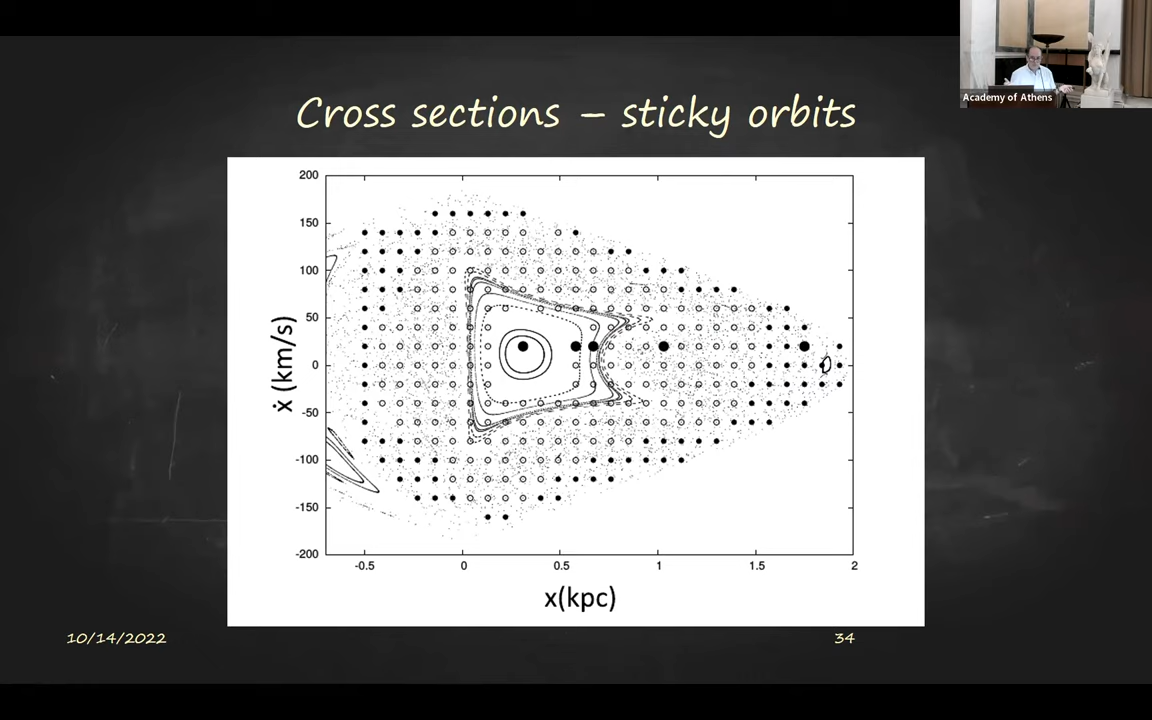 Academy of Athens
Cross sections – sticky orbits
200
150
100
50
0
-50
-100
-150
-200
ẋ (km/s)
-0.5 0 0.5 1 1.5 2
x(kpc)
10/14/2022
34